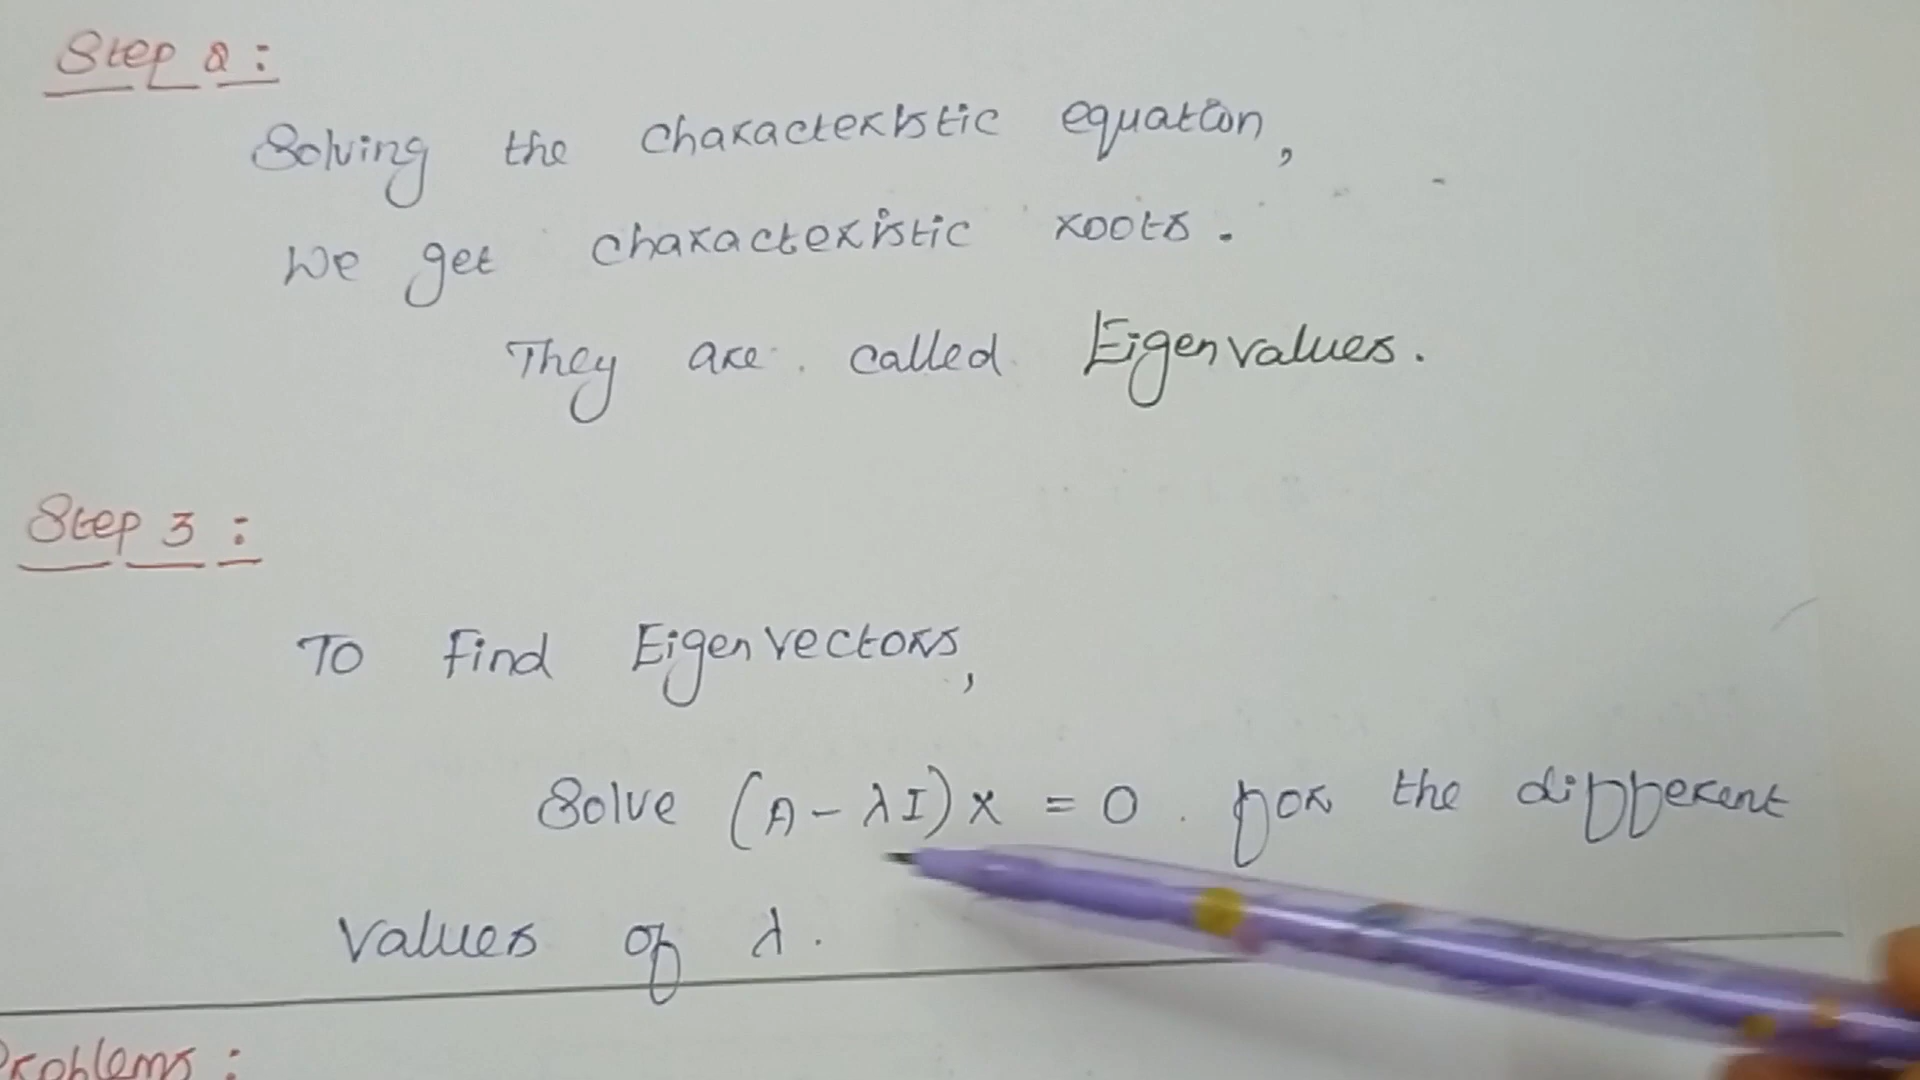 Step 2 :
Solving the characteristic equation,
We get characteristic roots.
They are called Eigenvalues.
Step 3 :
To Find Eigenvectors,
Solve (A - λI)X = 0 for the different
values of λ.
Problems :